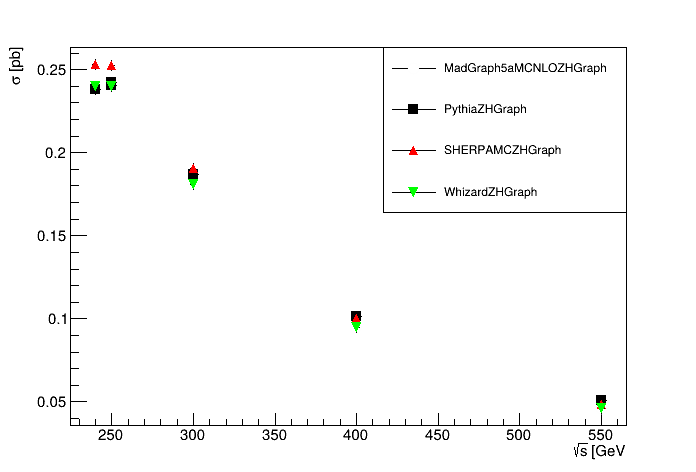 σ [pb]
MadGraph5aMCNLOZHGraph
PythiaZHGraph
SHERPAMCZHGraph
WhizardZHGraph
0.25
0.2
0.15
0.1
0.05
250 300 350 400 450 500 550
√s [GeV